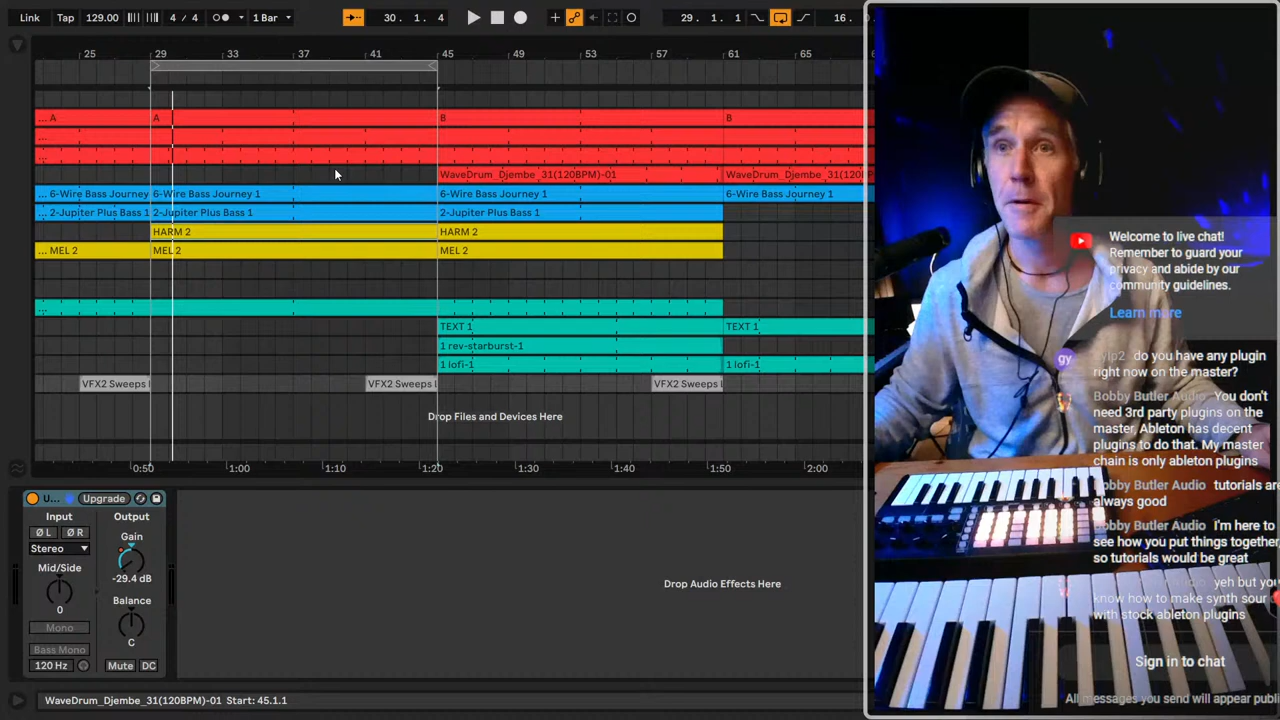 Link Tap 129.00 4 / 4 1 Bar 30. 1. 4 29. 1. 1 16.
25 29 33 37 41 45 49 53 57 61 65
... A A B B
...
...
WaveDrum_Djembe_31(120BPM)-01 WaveDrum_Djembe_31(120B
... 6-Wire Bass Journey 6-Wire Bass Journey 1 6-Wire Bass Journey 1 6-Wire Bass Journey 1
... 2-Jupiter Plus Bass 1 2-Jupiter Plus Bass 1 2-Jupiter Plus Bass 1
HARM 2 HARM 2
... MEL 2 MEL 2 MEL 2
...
TEXT 1 TEXT 1
1 rev-starburst-1
1 lofi-1 1 lofi-1
VFX2 Sweeps VFX2 Sweeps VFX2 Sweeps
Drop Files and Devices Here
0:50 1:00 1:10 1:20 1:30 1:40 1:50 2:00
U... Upgrade
Input Output
Ø L Ø R Gain
Stereo
-29.4 dB
Mid/Side
Balance
0
Mono C
Bass Mono
120 Hz Mute DC
Drop Audio Effects Here
WaveDrum_Djembe_31(120BPM)-01 Start: 45.1.1
Welcome to live chat!
Remember to guard your
privacy and abide by our
community guidelines.
Learn more
gy do you have any plugin
right now on the master?
Bobby Butler Audio You don't
need 3rd party plugins on the
master, Ableton has decent
plugins to do that. My master
chain is only ableton plugins
Bobby Butler Audio tutorials are
always good
Bobby Butler Audio I'm here to
see how you put things together
so tutorials would be great
yeh but you
know how to make synth sour
with stock ableton plugins
Sign in to chat
All messages you send will appear publi